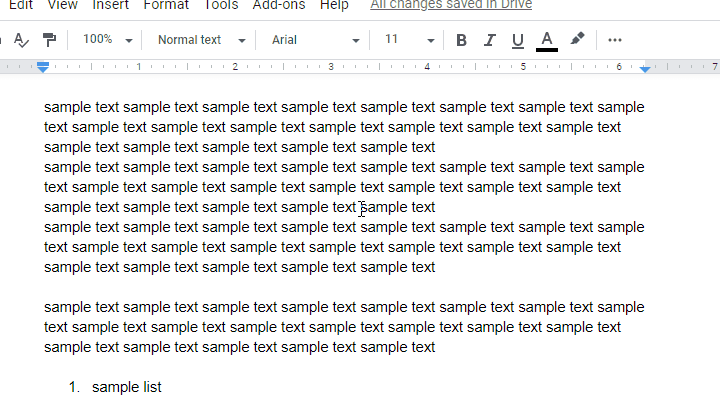 Edit View Insert Format Tools Add-ons Help All changes saved in Drive
100% Normal text Arial 11 B I U A
1 2 3 4 5 6 7
sample text sample text sample text sample text sample text sample text sample text sample
text sample text sample text sample text sample text sample text sample text sample text
sample text sample text sample text sample text sample text
sample text sample text sample text sample text sample text sample text sample text sample
text sample text sample text sample text sample text sample text sample text sample text
sample text sample text sample text sample text sample text
sample text sample text sample text sample text sample text sample text sample text sample
text sample text sample text sample text sample text sample text sample text sample text
sample text sample text sample text sample text sample text
sample text sample text sample text sample text sample text sample text sample text sample
text sample text sample text sample text sample text sample text sample text sample text
sample text sample text sample text sample text sample text
1. sample list